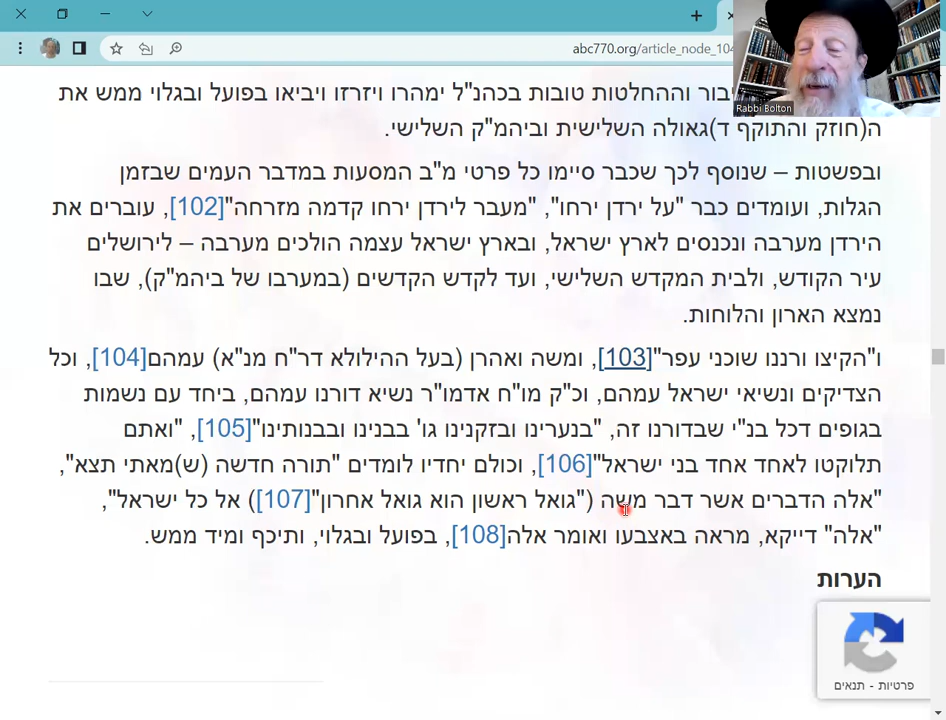 abc770.org/article_node_104
Rabbi Bolton
יבור וההחלטות טובות בכהנ"ל ימהרו ויזרזו ויביאו בפועל ובגלוי ממש את
ה(חוזק והתוקף ד)גאולה השלישית וביהמ"ק השלישי.
ובפשטות – שנוסף לכך שכבר סיימו כל פרטי מ"ב המסעות במדבר העמים שבזמן
הגלות, ועומדים כבר "על ירדן ירחו", "מעבר לירדן ירחו קדמה מזרחה"[102], עוברים את
הירדן מערבה ונכנסים לארץ ישראל, ובארץ ישראל עצמה הולכים מערבה – לירושלים
עיר הקודש, ולבית המקדש השלישי, ועד לקדש הקדשים (במערבו של ביהמ"ק), שבו
נמצא הארון והלוחות.
ו"הקיצו ורננו שוכני עפר"[103], ומשה ואהרן (בעל ההילולא דר"ח מנ"א) עמהם[104], וכל
הצדיקים ונשיאי ישראל עמהם, וכ"ק מו"ח אדמו"ר נשיא דורנו עמהם, ביחד עם נשמות
בגופים דכל בנ"י שבדורנו זה, "בנערינו ובזקנינו גו' בבנינו ובבנותינו"[105], "ואתם
תלוקטו לאחד אחד בני ישראל"[106], וכולם יחדיו לומדים "תורה חדשה (ש)מאתי תצא",
"אלה הדברים אשר דבר משה ("גואל ראשון הוא גואל אחרון"[107]) אל כל ישראל",
"אלה" דייקא, מראה באצבעו ואומר אלה[108], בפועל ובגלוי, ותיכף ומיד ממש.
הערות
פרטיות - תנאים